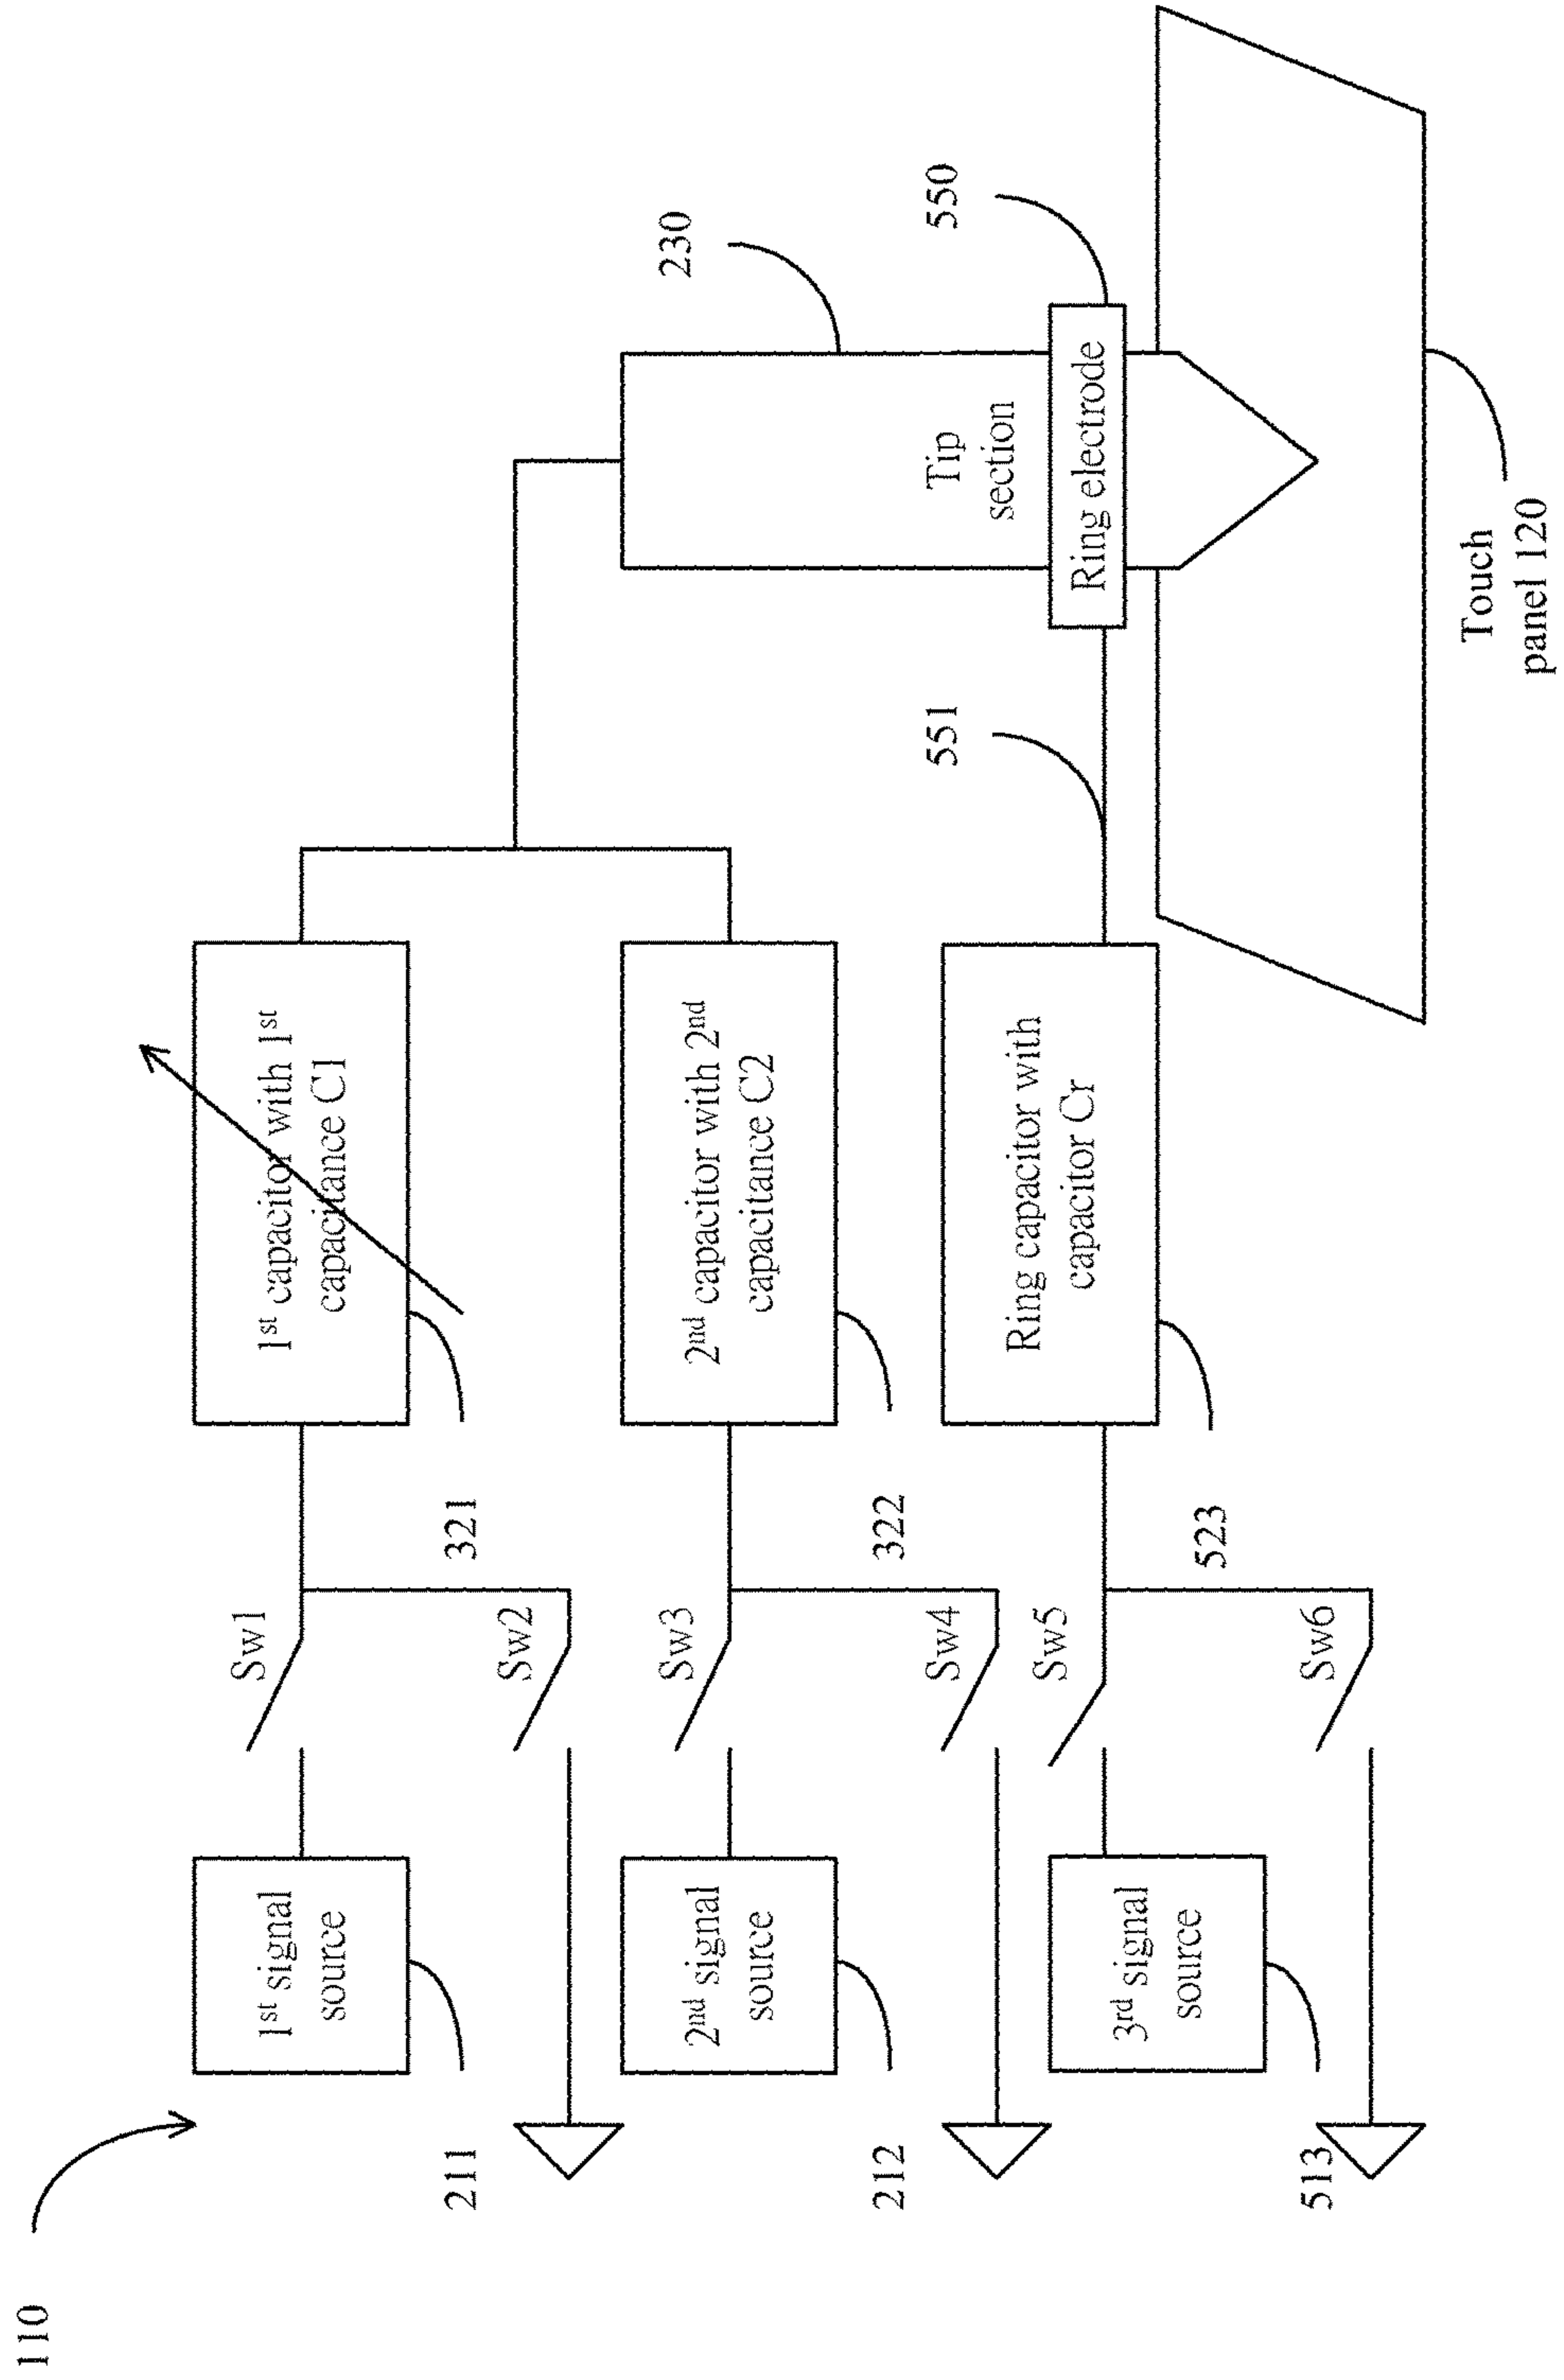 110
1st signal
source
211
Sw1
Sw2
1st capacitor with 1st
capacitance C1
321
2nd signal
source
212
Sw3
Sw4
2nd capacitor with 2nd
capacitance C2
322
3rd signal
source
513
Sw5
Sw6
Ring capacitor with
capacitor Cr
523
551
230
Tip
section
Ring electrode
550
Touch
panel 120